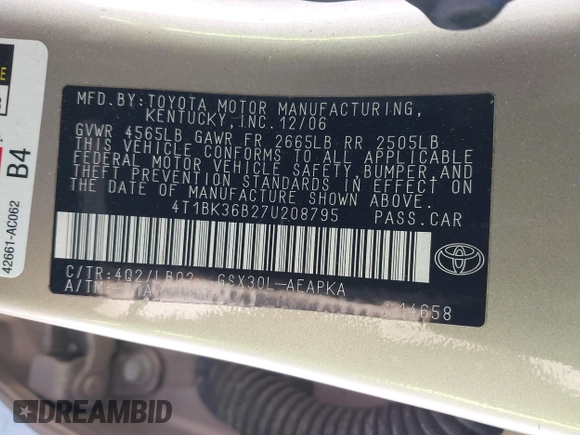 MFD.BY:TOYOTA MOTOR MANUFACTURING,
KENTUCKY,INC.12/06
GVWR 4565LB GAWR FR 2665LB RR 2505LB
THIS VEHICLE CONFORMS TO ALL APPLICABLE
FEDERAL MOTOR VEHICLE SAFETY,BUMPER,AND
THEFT PREVENTION STANDARDS IN EFFECT ON
THE DATE OF MANUFACTURE SHOWN ABOVE.
4T1BK36B27U208795 PASS.CAR
C/TR:4Q2/LB02 GSX30L-AEAPKA
A/TM: 14658
TOYOTA
42661-AC062
B4
DREAMBID